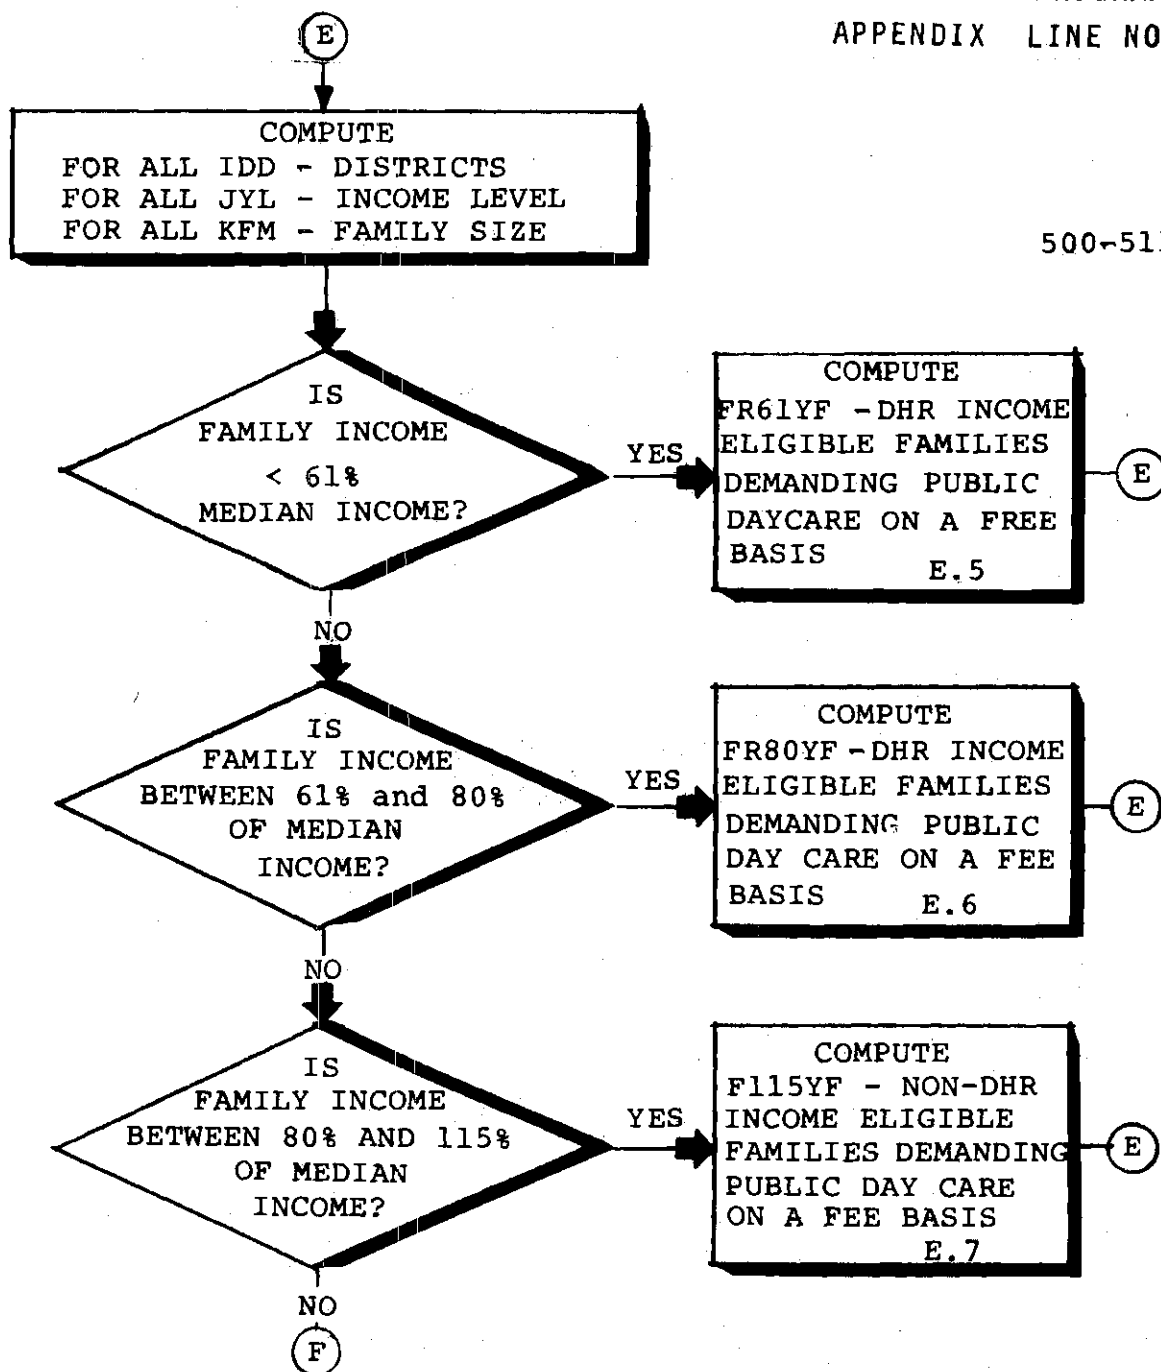 E
APPENDIX LINE NO
COMPUTE
FOR ALL IDD - DISTRICTS
FOR ALL JYL - INCOME LEVEL
FOR ALL KFM - FAMILY SIZE
500-511
IS
FAMILY INCOME
< 61%
MEDIAN INCOME?
YES
COMPUTE
FR61YF - DHR INCOME
ELIGIBLE FAMILIES
DEMANDING PUBLIC
DAYCARE ON A FREE
BASIS
E.5
E
NO
IS
FAMILY INCOME
BETWEEN 61% and 80%
OF MEDIAN
INCOME?
YES
COMPUTE
FR80YF - DHR INCOME
ELIGIBLE FAMILIES
DEMANDING PUBLIC
DAY CARE ON A FEE
BASIS
E.6
E
NO
IS
FAMILY INCOME
BETWEEN 80% AND 115%
OF MEDIAN
INCOME?
YES
COMPUTE
F115YF - NON-DHR
INCOME ELIGIBLE
FAMILIES DEMANDING
PUBLIC DAY CARE
ON A FEE BASIS
E.7
E
NO
F